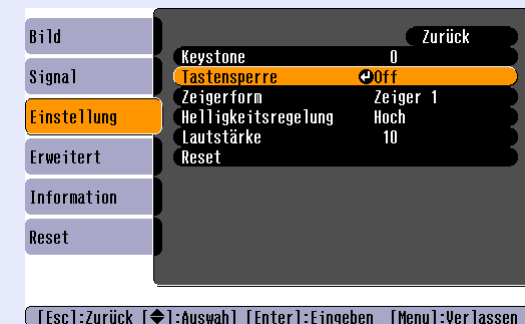 Bild
Signal
Einstellung
Erweitert
Information
Reset
Zurück
Keystone 0
Tastensperre Off
Zeigerform Zeiger 1
Helligkeitsregelung Hoch
Lautstärke 10
Reset
[Esc]:Zurück [◆]:Auswahl [Enter]:Eingeben [Menu]:Verlassen